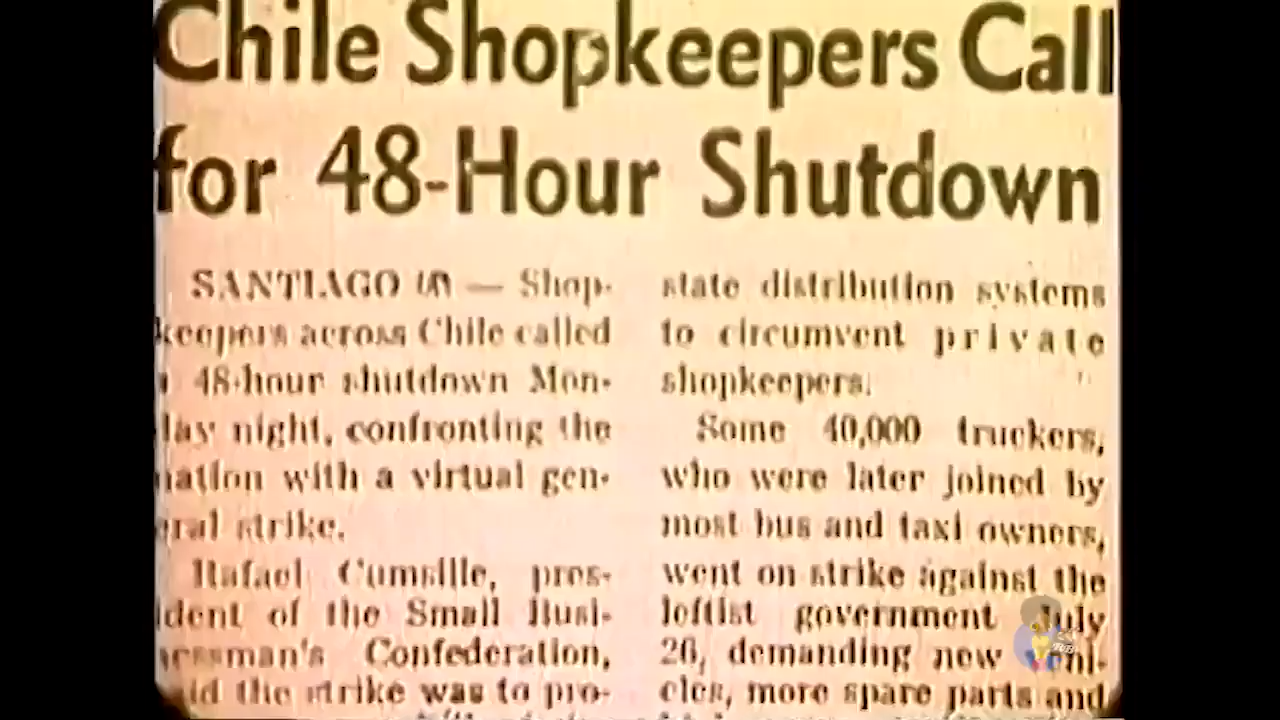 Chile Shopkeepers Call
for 48-Hour Shutdown
SANTIAGO (AP) — Shop-
keepers across Chile called
a 48-hour shutdown Mon-
day night, confronting the
nation with a virtual gen-
eral strike.
Rafael Cumsille, pres-
ident of the Small Busi-
nessman's Confederation,
said the strike was to pro-
state distribution systems
to circumvent private
shopkeepers.
Some 40,000 truckers,
who were later joined by
most bus and taxi owners,
went on strike against the
leftist government July
26, demanding new vehi-
cles, more spare parts and